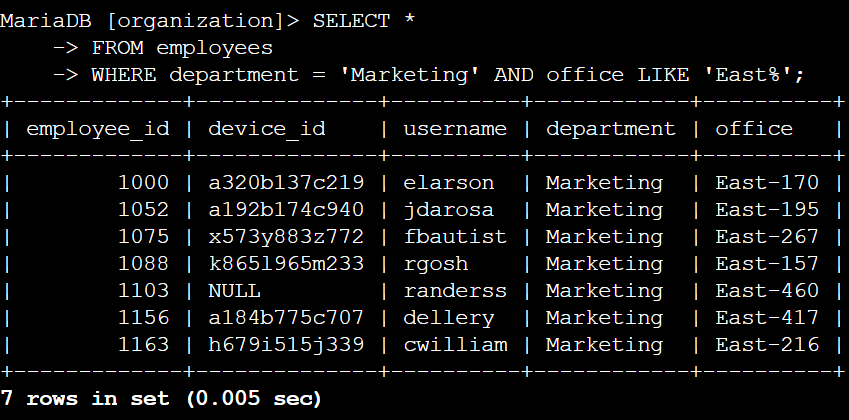 MariaDB [organization]> SELECT *
    -> FROM employees
    -> WHERE department = 'Marketing' AND office LIKE 'East%';
+-------------+--------------+----------+------------+----------+
| employee_id | device_id    | username | department | office   |
+-------------+--------------+----------+------------+----------+
|        1000 | a320b137c219 | elarson  | Marketing  | East-170 |
|        1052 | a192b174c940 | jdarosa  | Marketing  | East-195 |
|        1075 | x573y883z772 | fbautist | Marketing  | East-267 |
|        1088 | k865l965m233 | rgosh    | Marketing  | East-157 |
|        1103 | NULL         | randerss | Marketing  | East-460 |
|        1156 | a184b775c707 | dellery  | Marketing  | East-417 |
|        1163 | h679i515j339 | cwilliam | Marketing  | East-216 |
+-------------+--------------+----------+------------+----------+
7 rows in set (0.005 sec)